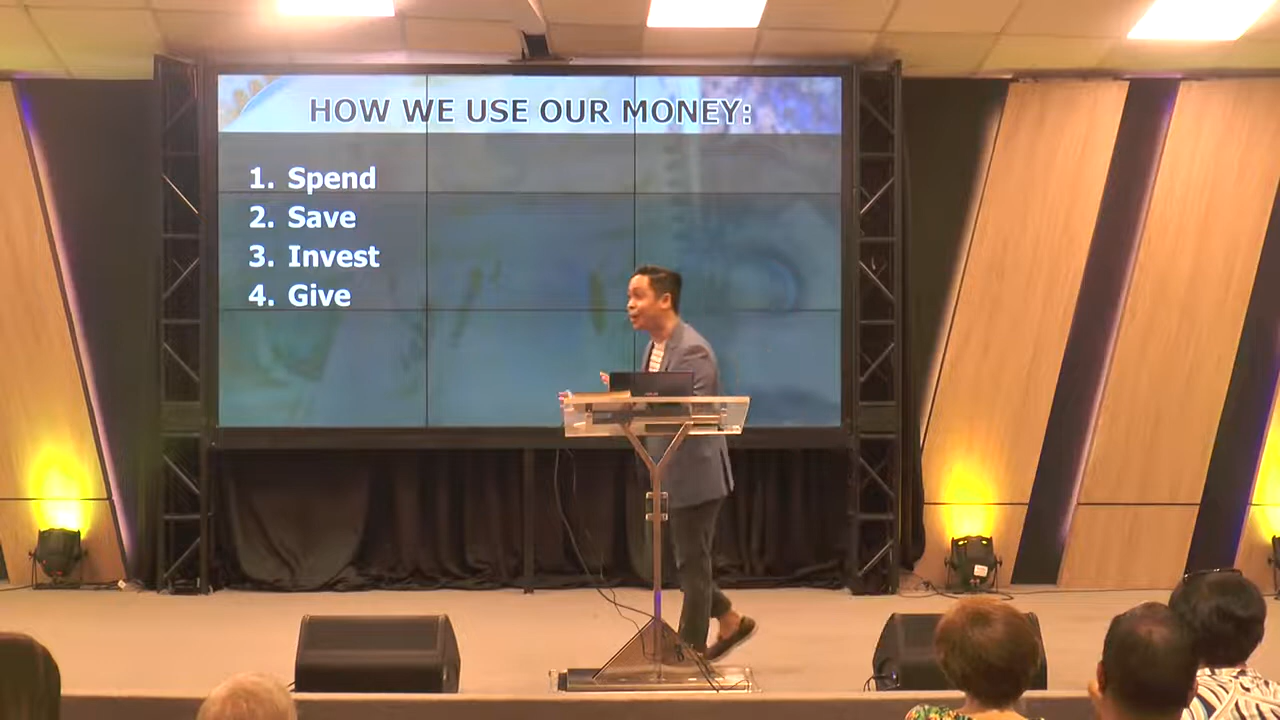 HOW WE USE OUR MONEY:
1. Spend
2. Save
3. Invest
4. Give